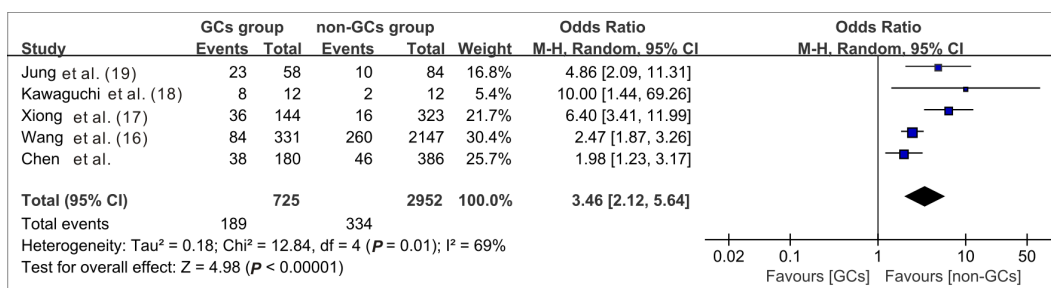 GCs group non-GCs group Odds Ratio Odds Ratio
Study Events Total Events Total Weight M-H, Random, 95% CI M-H, Random, 95% CI
Jung et al. (19) 23 58 10 84 16.8% 4.86 [2.09, 11.31]
Kawaguchi et al. (18) 8 12 2 12 5.4% 10.00 [1.44, 69.26]
Xiong et al. (17) 36 144 16 323 21.7% 6.40 [3.41, 11.99]
Wang et al. (16) 84 331 260 2147 30.4% 2.47 [1.87, 3.26]
Chen et al. 38 180 46 386 25.7% 1.98 [1.23, 3.17]
Total (95% CI) 725 2952 100.0% 3.46 [2.12, 5.64]
Total events 189 334
Heterogeneity: Tau² = 0.18; Chi² = 12.84, df = 4 (P = 0.01); I² = 69%
Test for overall effect: Z = 4.98 (P < 0.00001)
0.02 0.1 1 10 50
Favours [GCs] Favours [non-GCs]